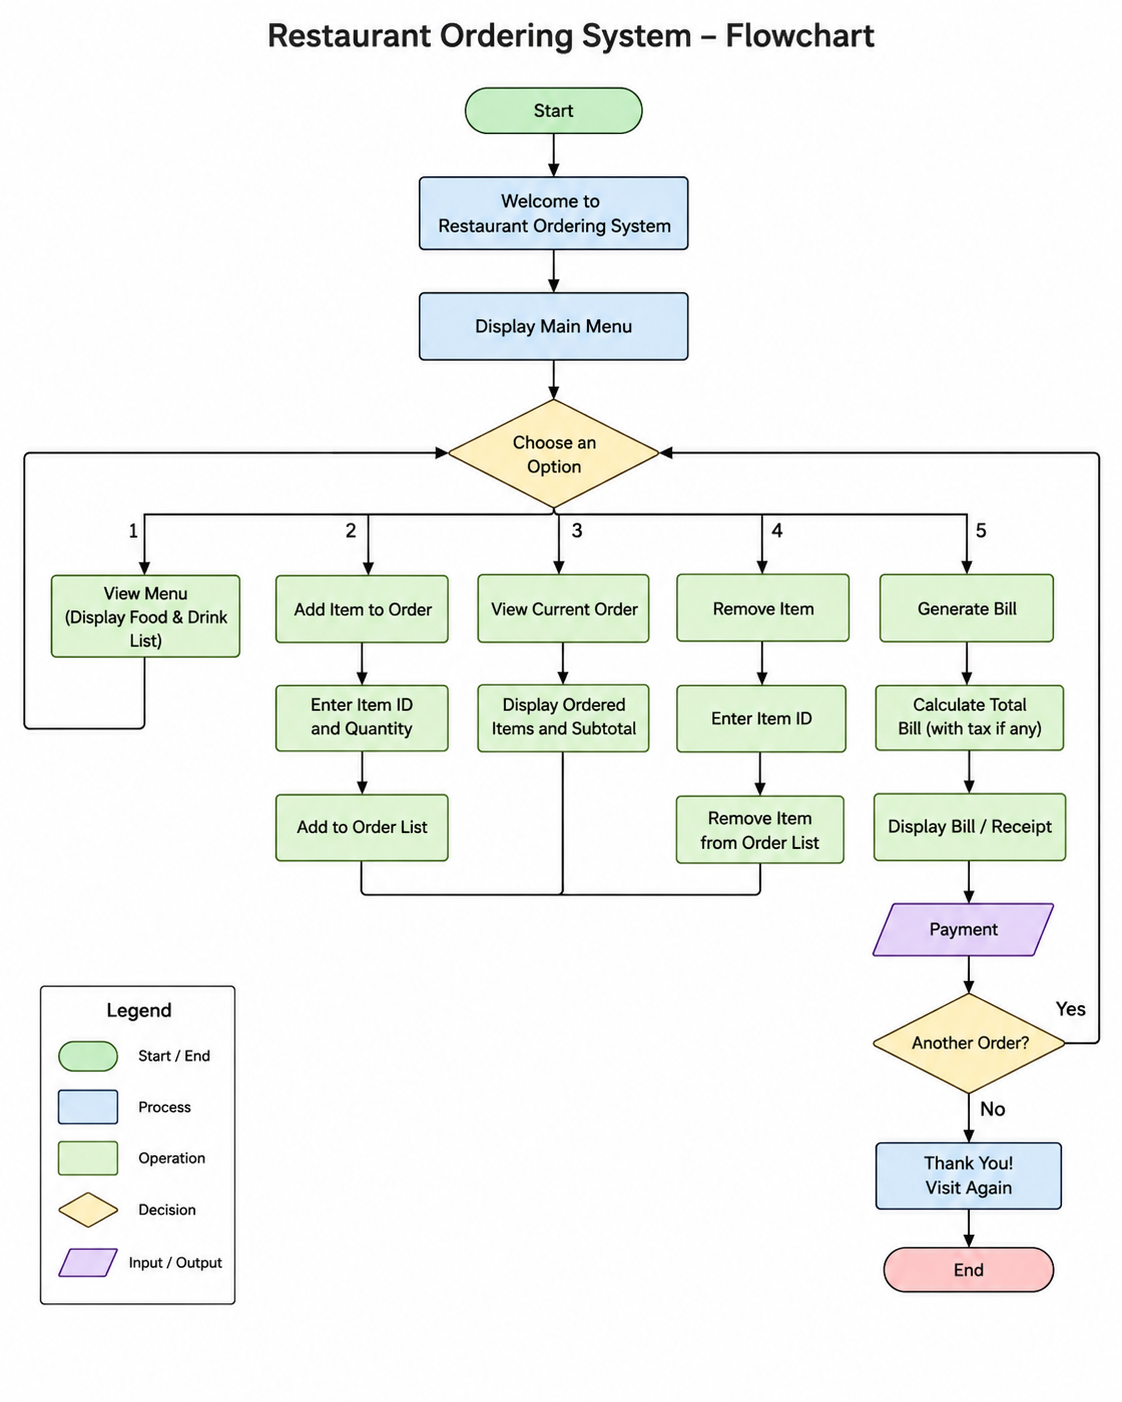 Restaurant Ordering System – Flowchart
Start
Welcome to
Restaurant Ordering System
Display Main Menu
Choose an
Option
1
2
3
4
5
View Menu
(Display Food & Drink
List)
Add Item to Order
View Current Order
Remove Item
Generate Bill
Enter Item ID
and Quantity
Display Ordered
Items and Subtotal
Enter Item ID
Calculate Total
Bill (with tax if any)
Add to Order List
Remove Item
from Order List
Display Bill / Receipt
Payment
Another Order?
Yes
No
Thank You!
Visit Again
End
Legend
Start / End
Process
Operation
Decision
Input / Output